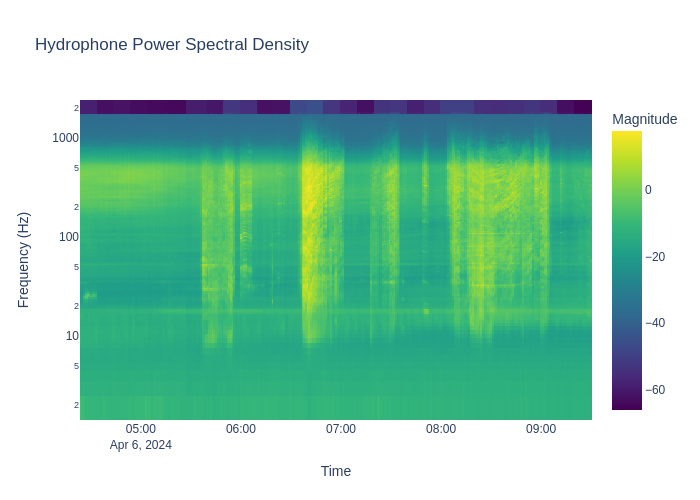 Hydrophone Power Spectral Density
Magnitude
2
1000
5
2
100
5
2
10
5
2
0
−20
−40
−60
Frequency (Hz)
05:00 06:00 07:00 08:00 09:00
Apr 6, 2024
Time